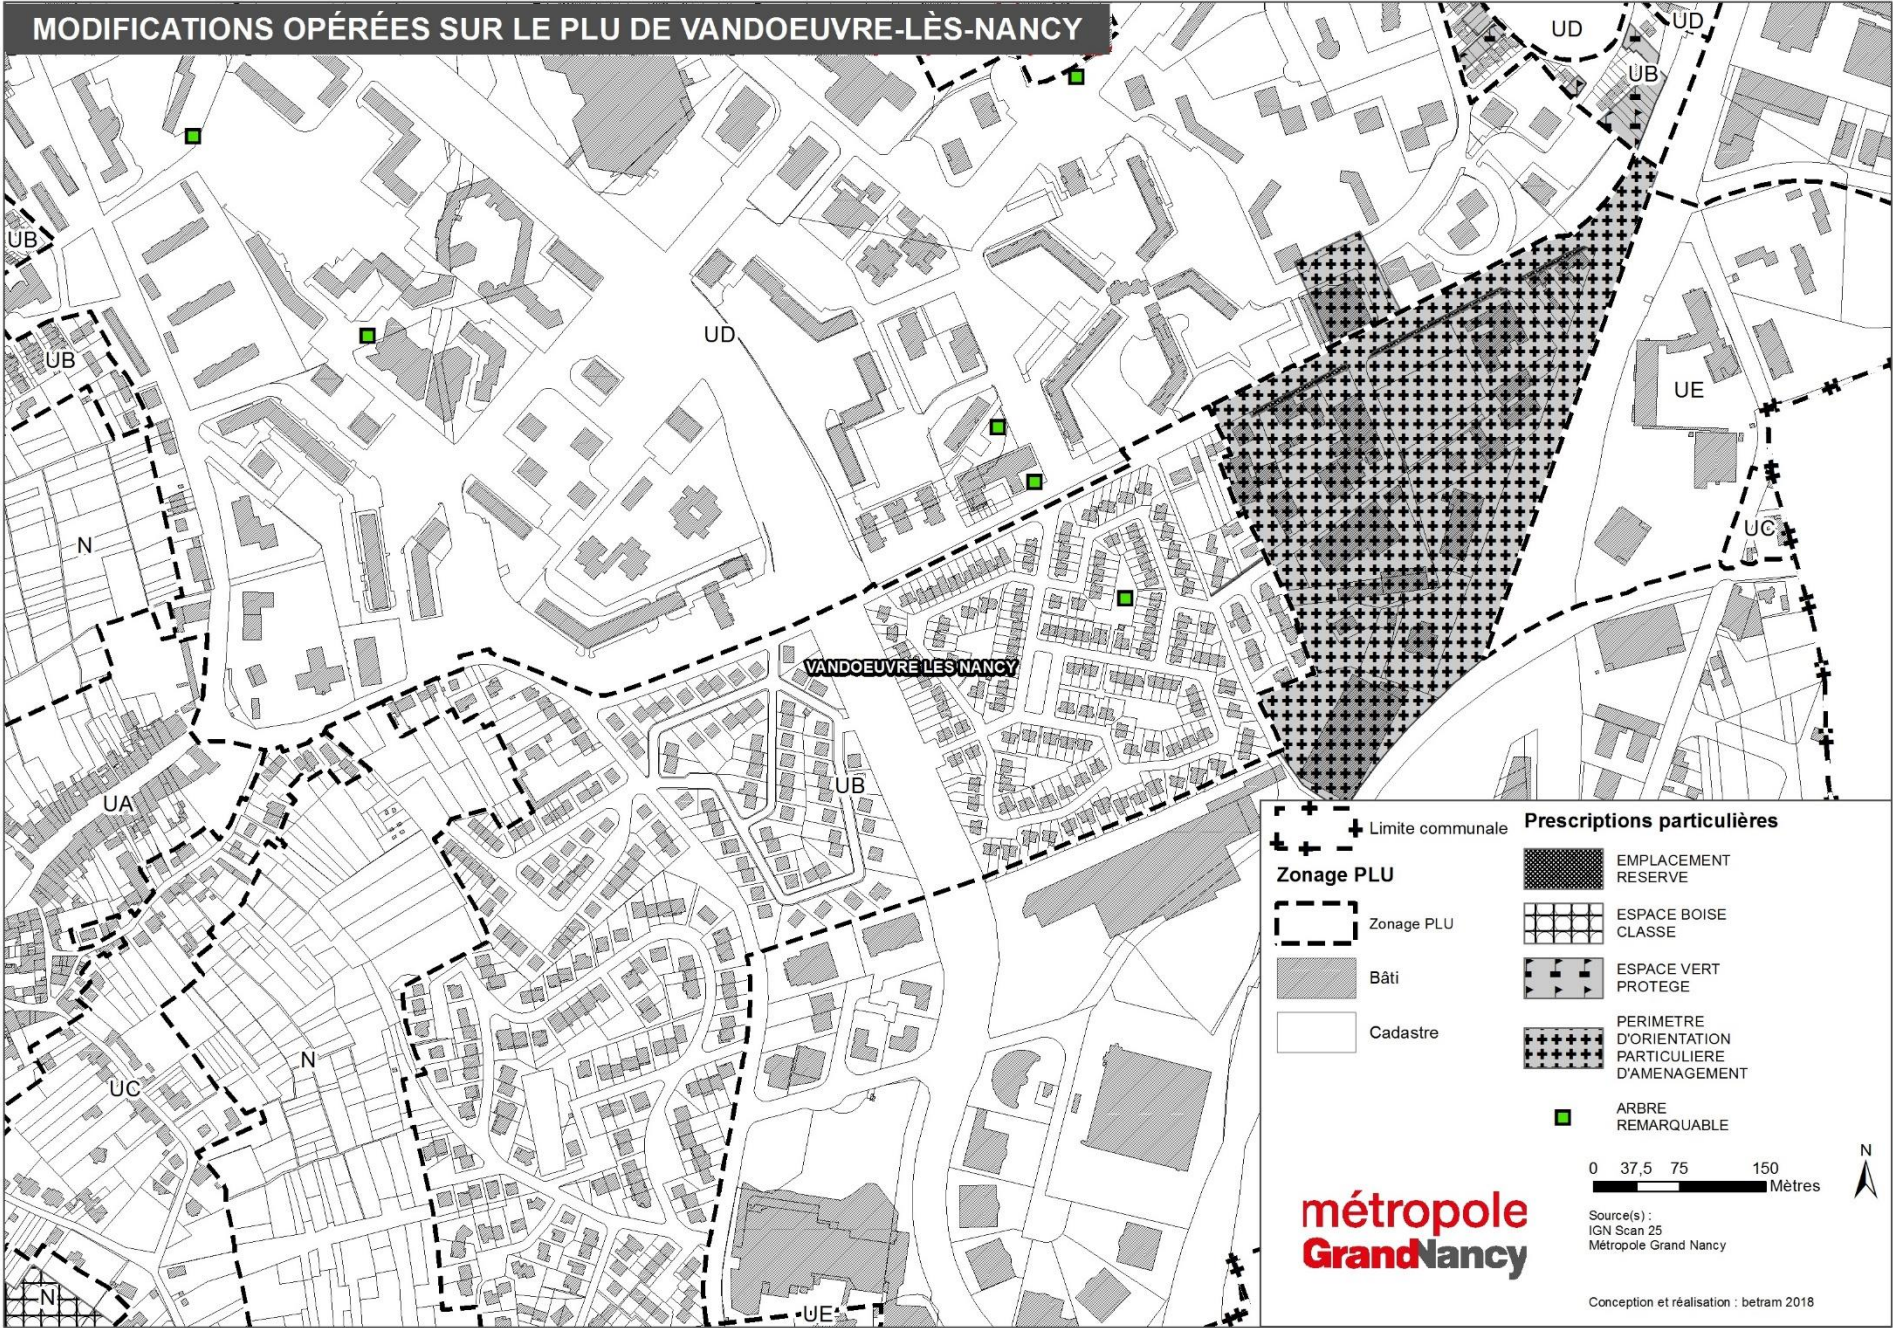 MODIFICATIONS OPÉRÉES SUR LE PLU DE VANDOEUVRE-LÈS-NANCY
UD
UD
UB
UB
UD
UB
UE
UC
N
VANDOEUVRE LES NANCY
UB
UA
N
UC
N
UE
Limite communale
Zonage PLU
Zonage PLU
Bâti
Cadastre
Prescriptions particulières
EMPLACEMENT
RESERVE
ESPACE BOISE
CLASSE
ESPACE VERT
PROTEGE
PERIMETRE
D'ORIENTATION
PARTICULIERE
D'AMENAGEMENT
ARBRE
REMARQUABLE
N
0 37,5 75 150
Mètres
Source(s) :
IGN Scan 25
Métropole Grand Nancy
métropole
GrandNancy
Conception et réalisation : betram 2018